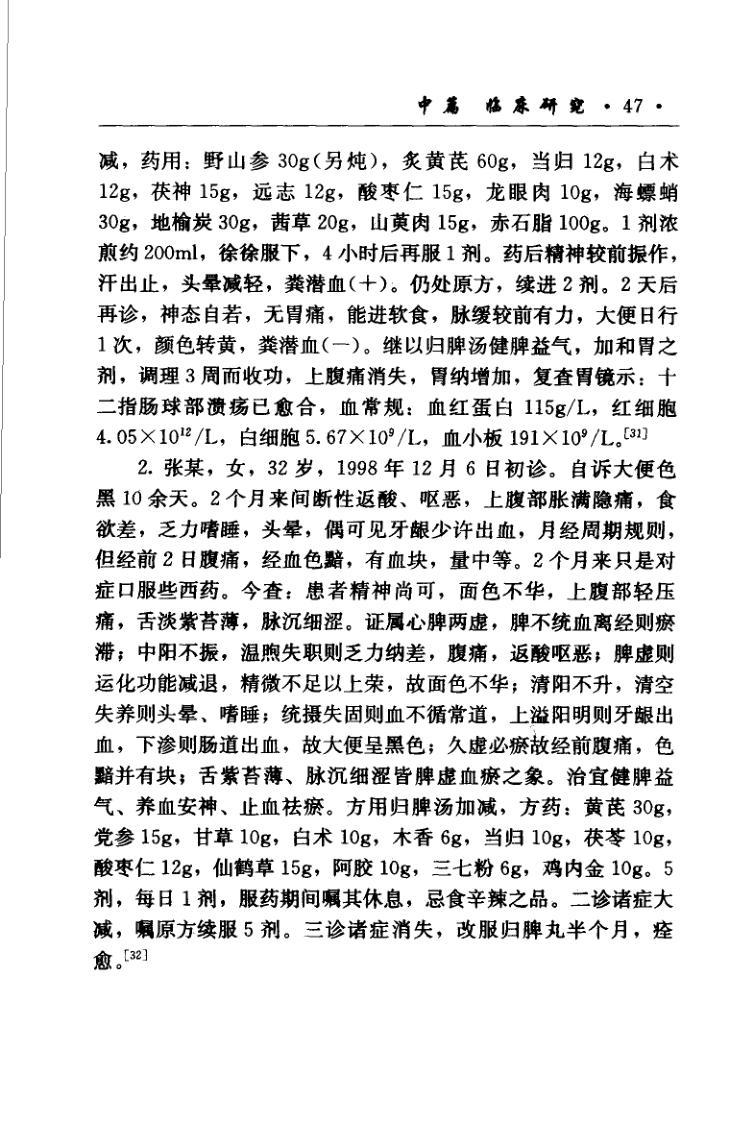 中篇 临床研究 · 47 ·
减，药用：野山参 30g（另炖），炙黄芪 60g，当归 12g，白术
12g，茯神 15g，远志 12g，酸枣仁 15g，龙眼肉 10g，海螵蛸
30g，地榆炭 30g，茜草 20g，山萸肉 15g，赤石脂 100g。1 剂浓
煎约 200ml，徐徐服下，4 小时后再服 1 剂。药后精神较前振作，
汗出止，头晕减轻，粪潜血（＋）。仍处原方，续进 2 剂。2 天后
再诊，神态自若，无胃痛，能进软食，脉缓较前有力，大便日行
1 次，颜色转黄，粪潜血（一）。继以归脾汤健脾益气，加和胃之
剂，调理 3 周而收功，上腹痛消失，胃纳增加，复查胃镜示：十
二指肠球部溃疡已愈合，血常规：血红蛋白 115g/L，红细胞
4.05×10¹²/L，白细胞 5.67×10⁹/L，血小板 191×10⁹/L。[31]
2. 张某，女，32 岁，1998 年 12 月 6 日初诊。自诉大便色
黑 10 余天。2 个月来间断性返酸、呕恶，上腹部胀满隐痛，食
欲差，乏力嗜睡，头晕，偶可见牙龈少许出血，月经周期规则，
但经前 2 日腹痛，经血色黯，有血块，量中等。2 个月来只是对
症口服些西药。今查：患者精神尚可，面色不华，上腹部轻压
痛，舌淡紫苔薄，脉沉细涩。证属心脾两虚，脾不统血离经则瘀
滞；中阳不振，温煦失职则乏力纳差，腹痛，返酸呕恶；脾虚则
运化功能减退，精微不足以上荣，故面色不华；清阳不升，清空
失养则头晕、嗜睡；统摄失固则血不循常道，上溢阳明则牙龈出
血，下渗则肠道出血，故大便呈黑色；久虚必瘀故经前腹痛，色
黯并有块；舌紫苔薄、脉沉细涩皆脾虚血瘀之象。治宜健脾益
气、养血安神、止血祛瘀。方用归脾汤加减，方药：黄芪 30g，
党参 15g，甘草 10g，白术 10g，木香 6g，当归 10g，茯苓 10g，
酸枣仁 12g，仙鹤草 15g，阿胶 10g，三七粉 6g，鸡内金 10g。5
剂，每日 1 剂，服药期间嘱其休息，忌食辛辣之品。二诊诸症大
减，嘱原方续服 5 剂。三诊诸症消失，改服归脾丸半个月，痊
愈。[32]